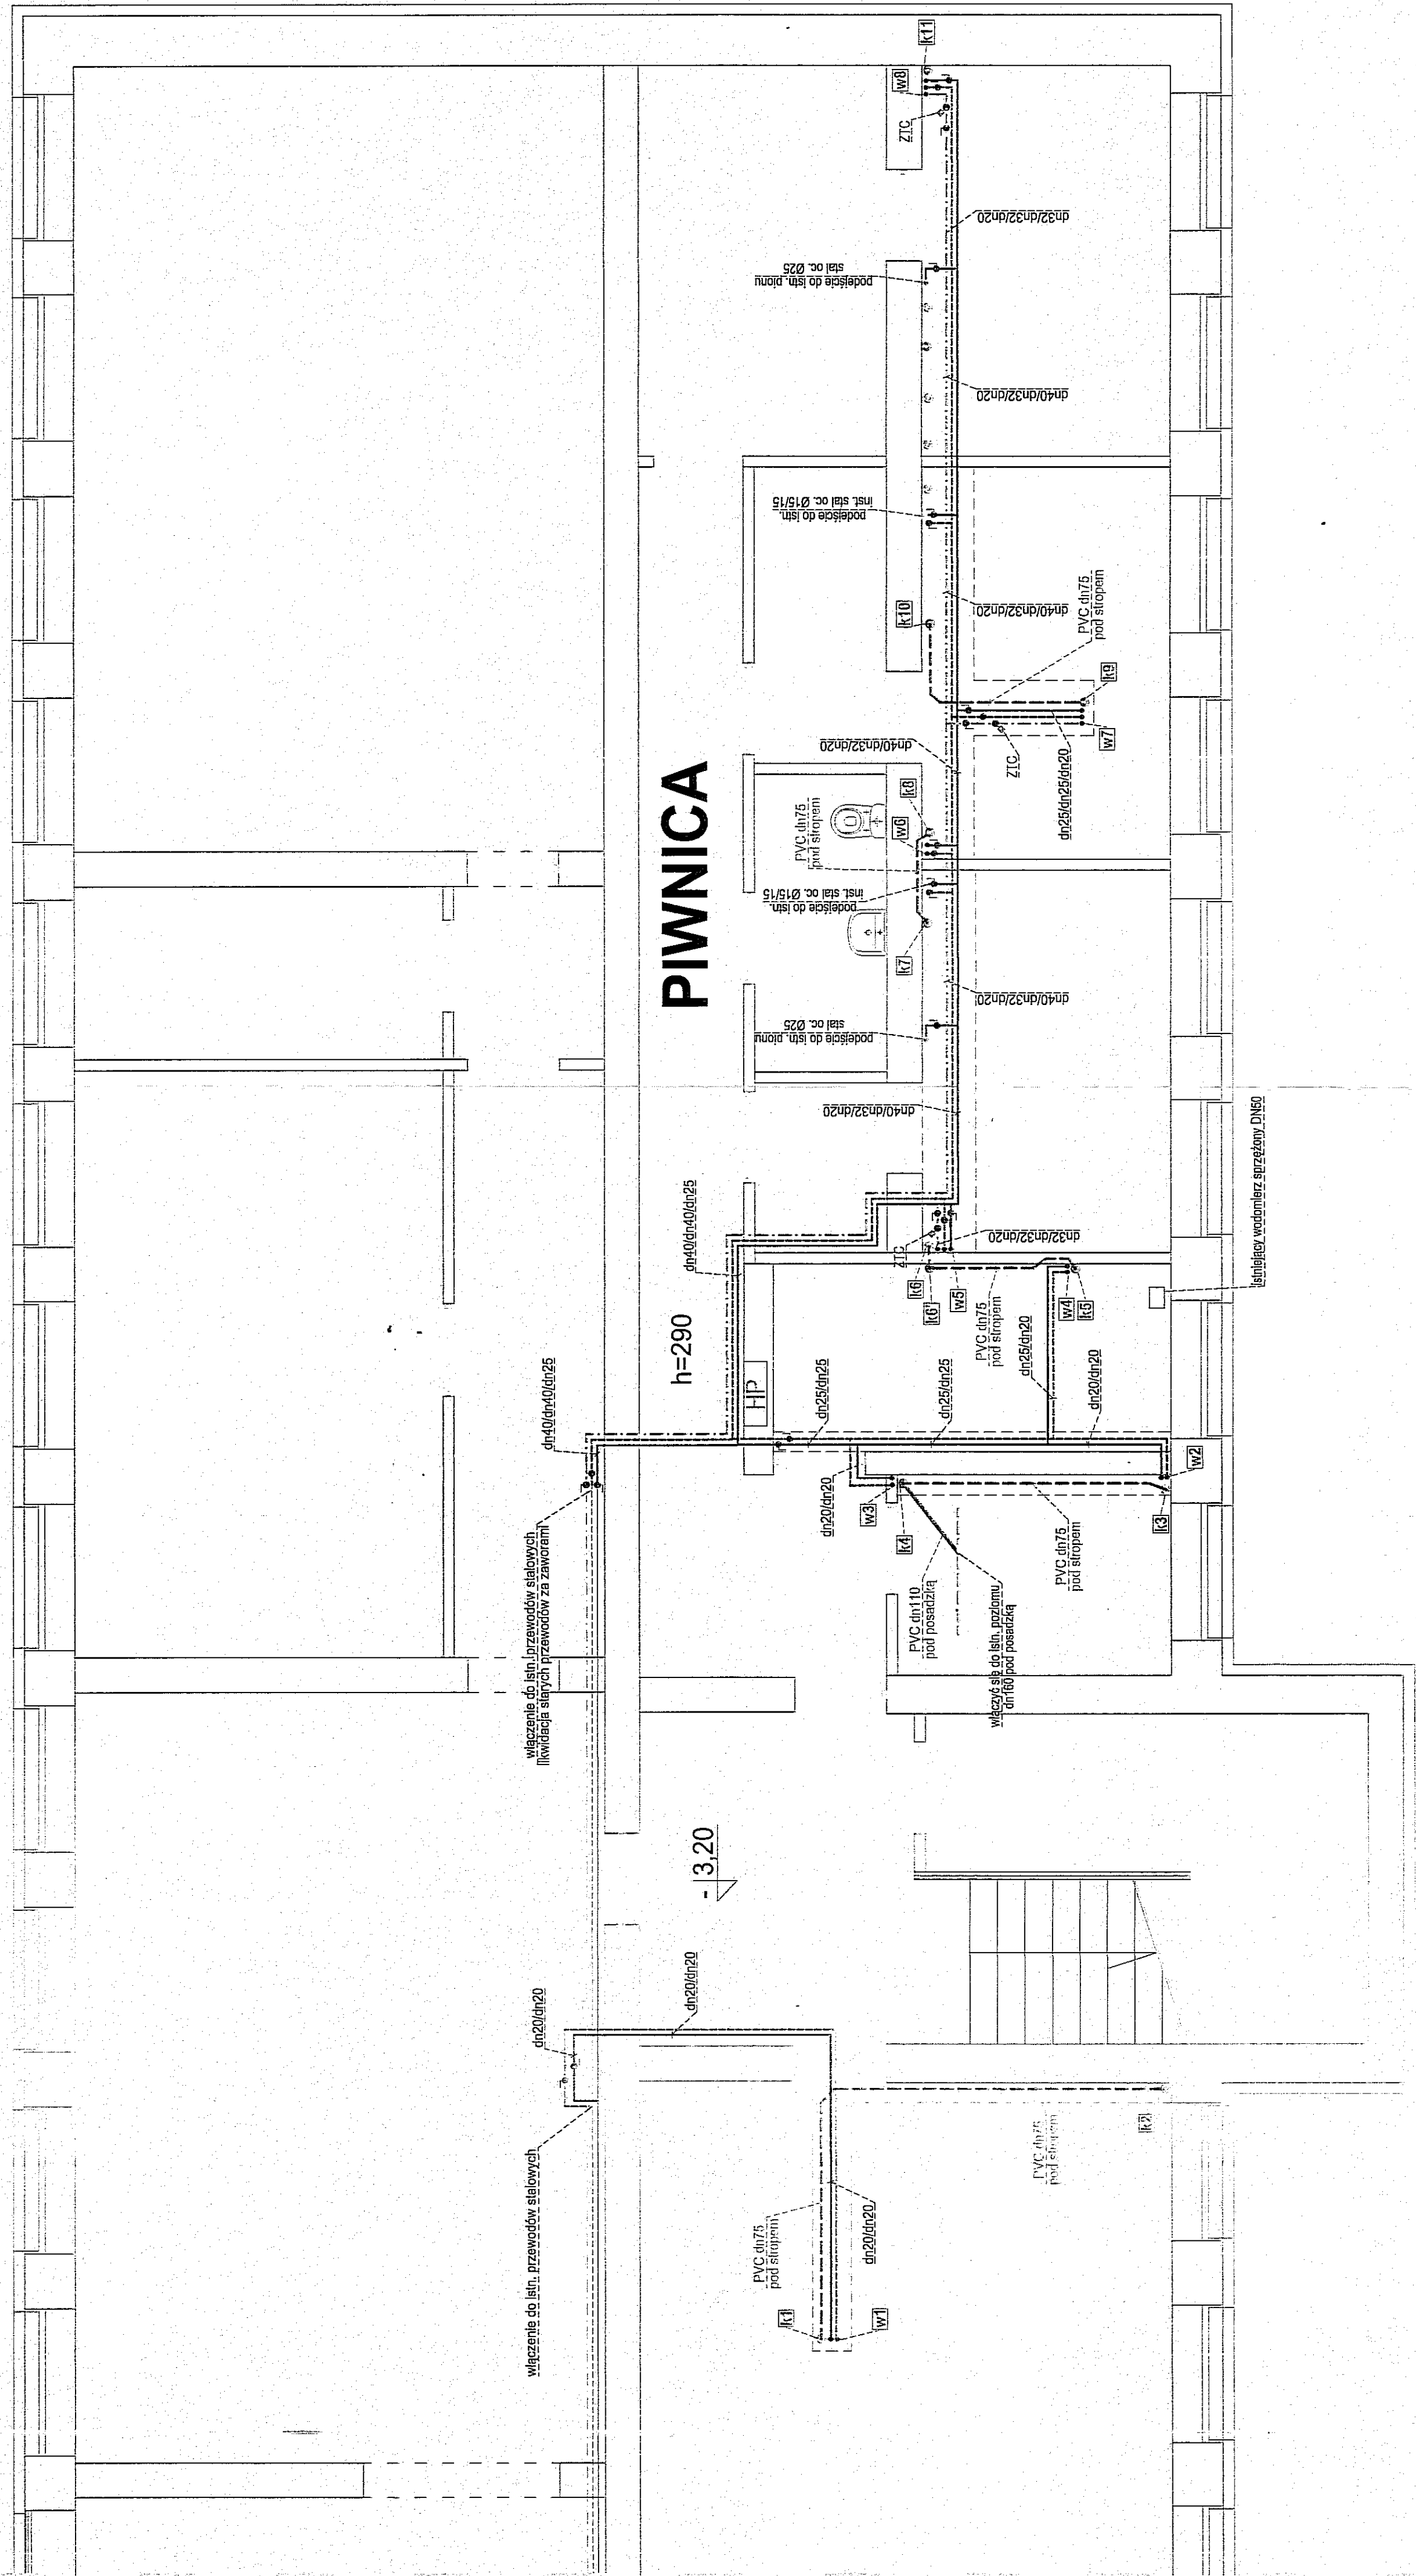 k11
w8
ZTC
dn32/dn32/dn20
podejście do istn. pionu
stal oc. Ø25
dn40/dn32/dn20
podejście do istn.
inst. stal oc. Ø15/15
dn40/dn32/dn20
k10
PVC dn75
pod stropem
k9
w7
ZTC
dn25/dn25/dn20
dn40/dn32/dn20
PIWNICA
k8
w6
PVC dn75
pod stropem
podejście do istn.
inst. stal oc. Ø15/15
k7
dn40/dn32/dn20
podejście do istn. pionu
stal oc. Ø25
dn40/dn32/dn20
Istniejący wodomierz sprzężony DN50
dn40/dn40/dn25
ZTC
dn32/dn32/dn20
k6
k6'
w5
w4
k5
h=290
HP
PVC dn75
pod stropem
dn25/dn20
dn25/dn25
dn25/dn25
dn20/dn20
dn40/dn40/dn25
w2
dn20/dn20
w3
k4
k3
PVC dn75
pod stropem
PVC dn110
pod posadzką
włączyć się do istn. poziomu
dn160 pod posadzką
włączenie do istn. przewodów stalowych
likwidacja starych przewodów za zaworami
- 3,20
dn20/dn20
dn20/dn20
k2
PVC dn75
pod stropem
włączenie do istn. przewodów stalowych
PVC dn75
pod stropem
dn20/dn20
k1
w1